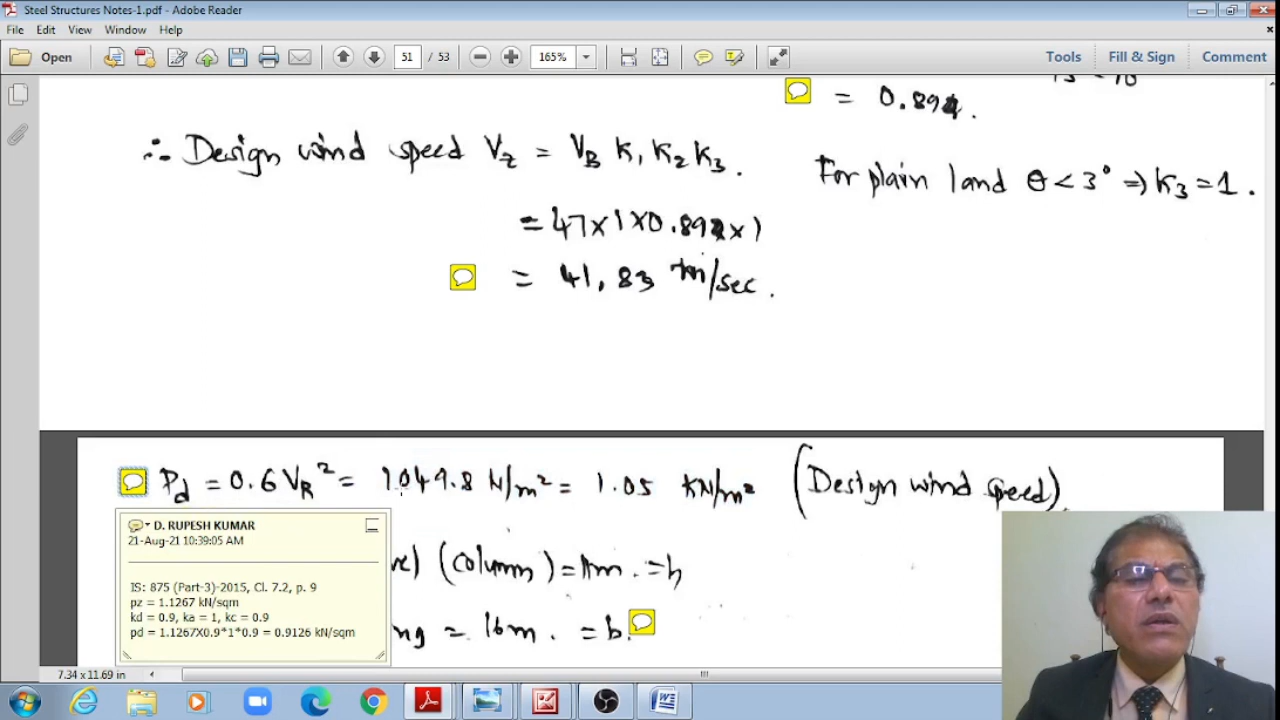 Steel Structures Notes-1.pdf - Adobe Reader
File Edit View Window Help
Open 51 / 53 165% Tools Fill & Sign Comment
= 0.892.
∴ Design wind speed Vz = VB K1 K2 K3.
For plain land θ < 3° ⇒ K3 = 1.
= 47×1×0.892×1
= 41.83 m/sec.
Pd = 0.6 VR² = 1049.8 N/m² = 1.05 KN/m² (Design wind speed)
D. RUPESH KUMAR
21-Aug-21 10:39:05 AM
(column) = 11m. = h
IS: 875 (Part-3)-2015, Cl. 7.2, p. 9
pz = 1.1267 kN/sqm
kd = 0.9, ka = 1, kc = 0.9
pd = 1.1267X0.9*1*0.9 = 0.9126 kN/sqm
= 16m. = b.
7.34 x 11.69 in